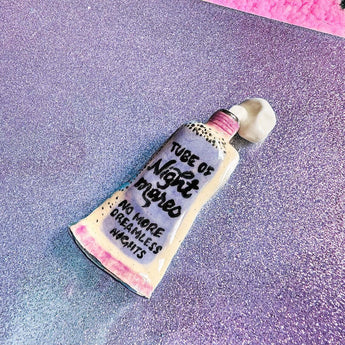 TUBE OF
Night
mares
NO MORE
DREAMLESS
NIGHTS